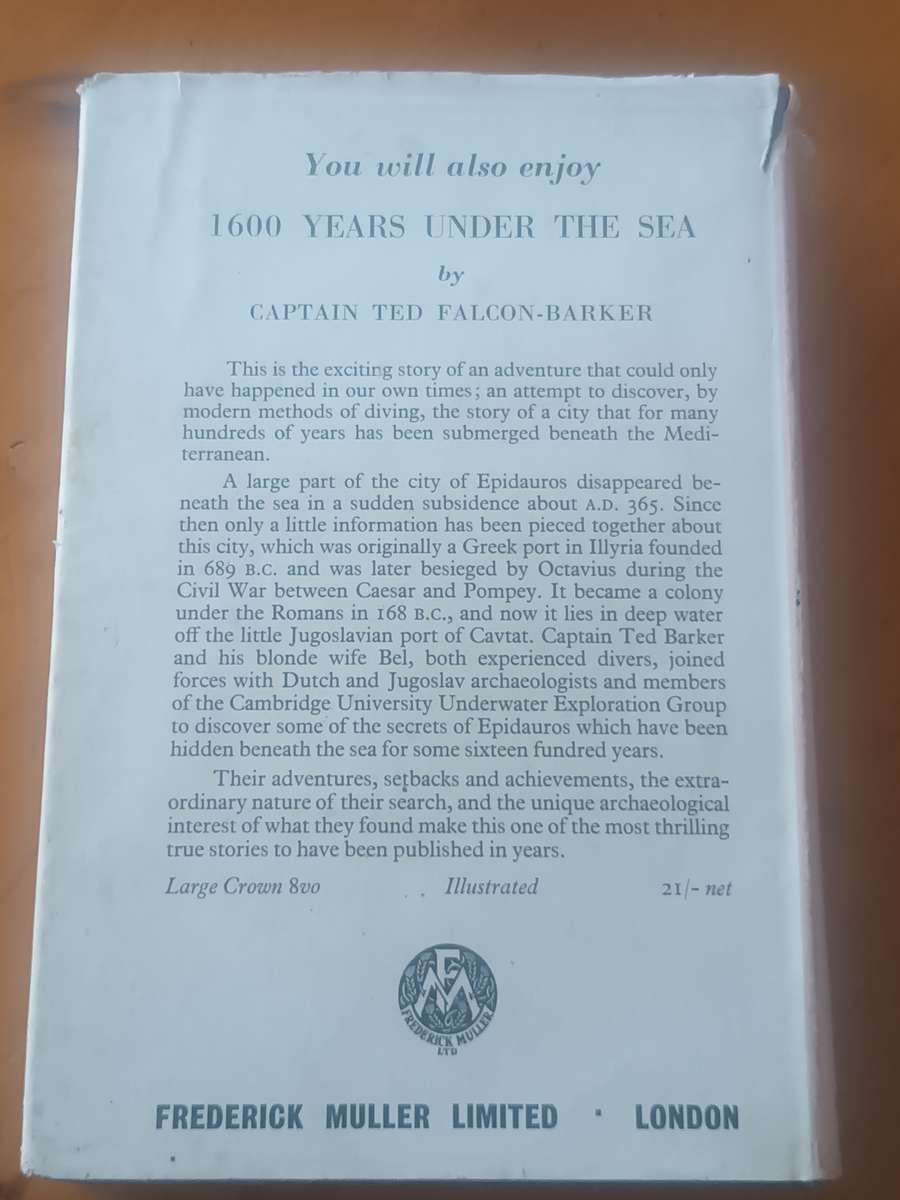 You will also enjoy
1600 YEARS UNDER THE SEA
by
CAPTAIN TED FALCON-BARKER
This is the exciting story of an adventure that could only
have happened in our own times; an attempt to discover, by
modern methods of diving, the story of a city that for many
hundreds of years has been submerged beneath the Medi-
terranean.
A large part of the city of Epidauros disappeared be-
neath the sea in a sudden subsidence about A.D. 365. Since
then only a little information has been pieced together about
this city, which was originally a Greek port in Illyria founded
in 689 B.C. and was later besieged by Octavius during the
Civil War between Caesar and Pompey. It became a colony
under the Romans in 168 B.C., and now it lies in deep water
off the little Jugoslavian port of Cavtat. Captain Ted Barker
and his blonde wife Bel, both experienced divers, joined
forces with Dutch and Jugoslav archaeologists and members
of the Cambridge University Underwater Exploration Group
to discover some of the secrets of Epidauros which have been
hidden beneath the sea for some sixteen fundred years.
Their adventures, setbacks and achievements, the extra-
ordinary nature of their search, and the unique archaeological
interest of what they found make this one of the most thrilling
true stories to have been published in years.
Large Crown 8vo Illustrated 21/- net
FM
FREDERICK MULLER
LTD
FREDERICK MULLER LIMITED · LONDON